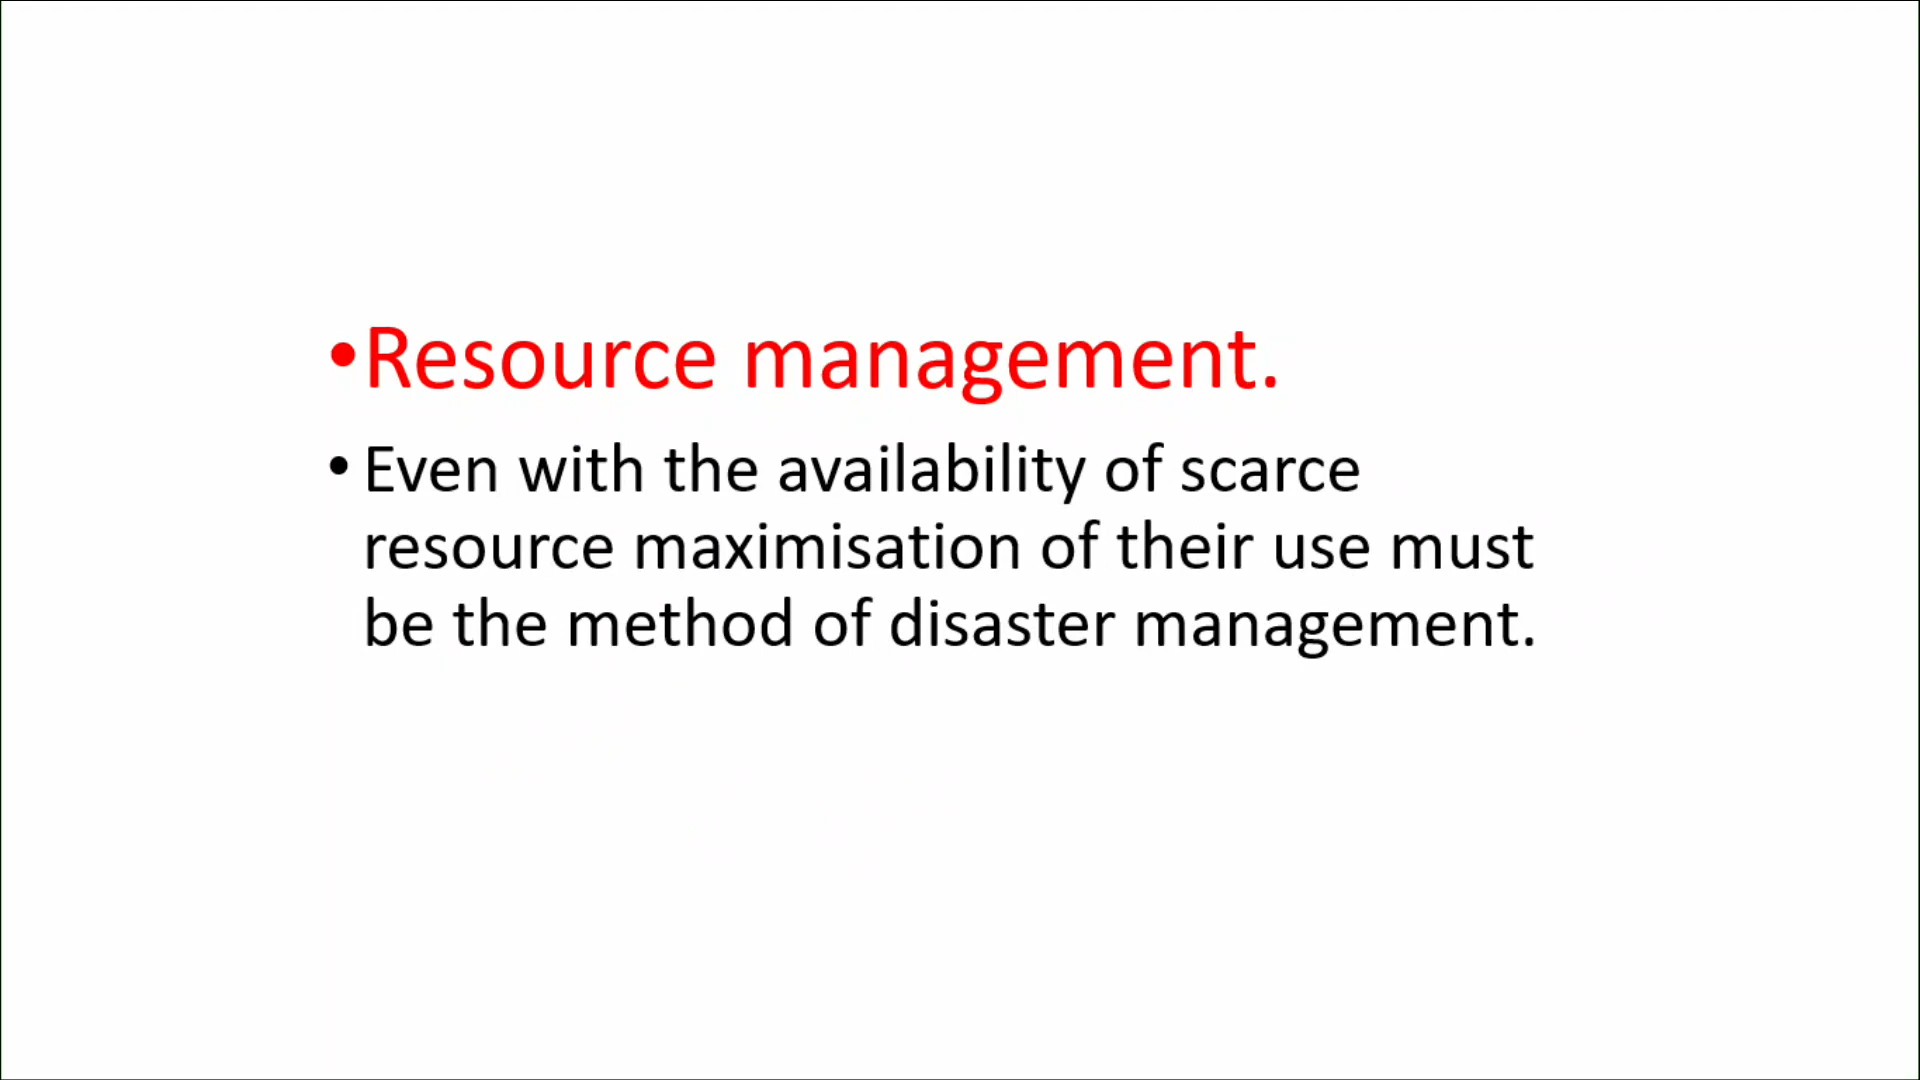 •Resource management.
• Even with the availability of scarce
resource maximisation of their use must
be the method of disaster management.